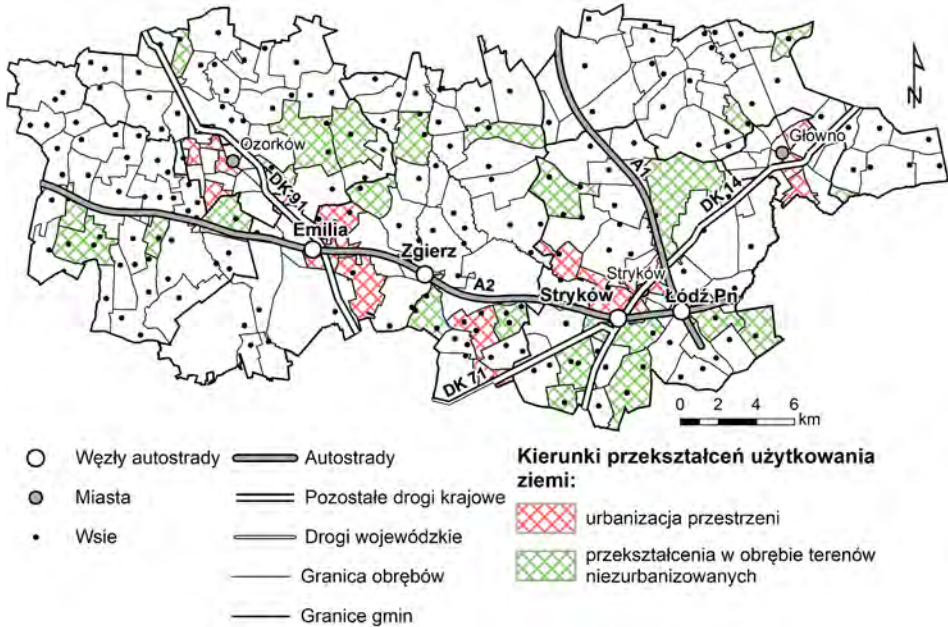 N
Ozorków
Główno
DK 91
A1
DK 14
Emilia
Zgierz
Stryków
A2
Stryków
Łódź Pn
DK 71
0 2 4 6
km
Węzły autostrady
Miasta
Wsie
Autostrady
Pozostałe drogi krajowe
Drogi wojewódzkie
Granica obrębów
Granice gmin
Kierunki przekształceń użytkowania
ziemi:
urbanizacja przestrzeni
przekształcenia w obrębie terenów
niezurbanizowanych